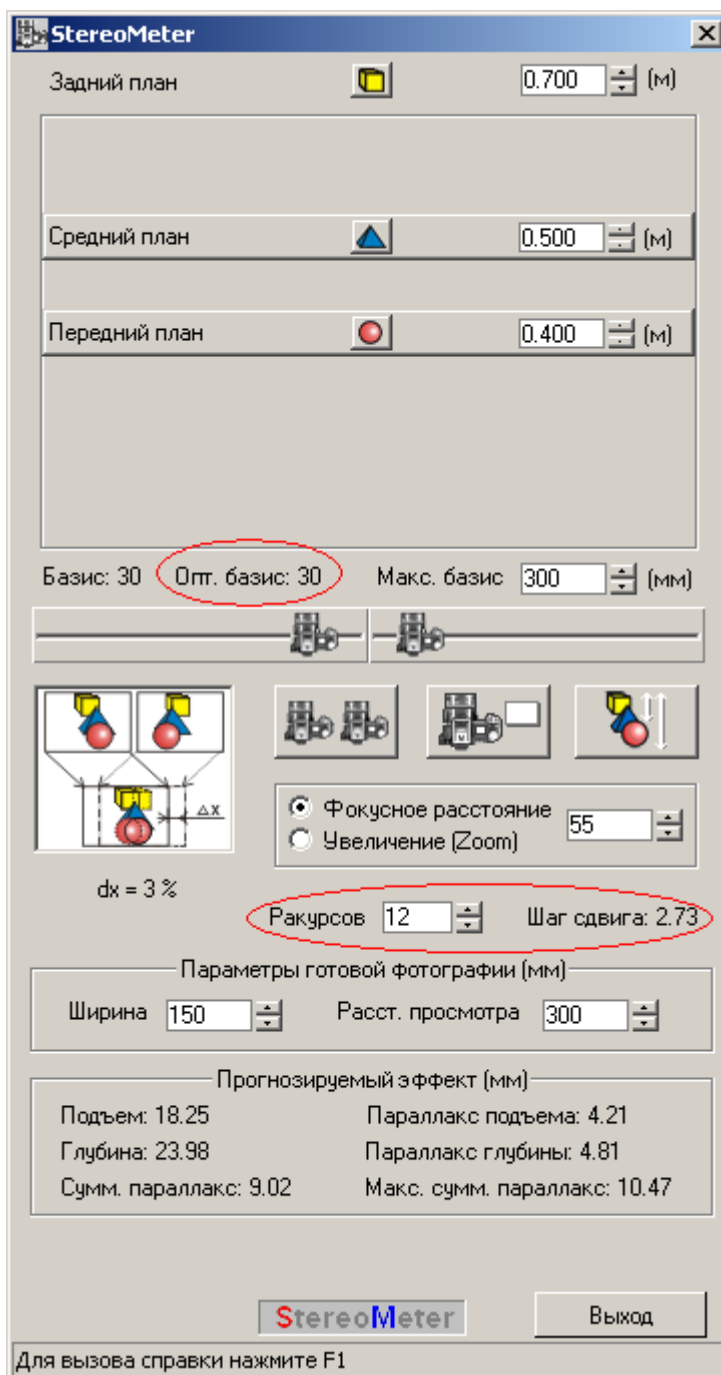 StereoMeter
Задний план 0.700 (м)
Средний план 0.500 (м)
Передний план 0.400 (м)
Базис: 30 Опт. базис: 30 Макс. базис 300 (мм)
Δx
Фокусное расстояние 55
Увеличение (Zoom)
dx = 3 %
Ракурсов 12 Шаг сдвига: 2.73
Параметры готовой фотографии (мм)
Ширина 150 Расст. просмотра 300
Прогнозируемый эффект (мм)
Подъем: 18.25 Параллакс подъема: 4.21
Глубина: 23.98 Параллакс глубины: 4.81
Сумм. параллакс: 9.02 Макс. сумм. параллакс: 10.47
StereoMeter Выход
Для вызова справки нажмите F1